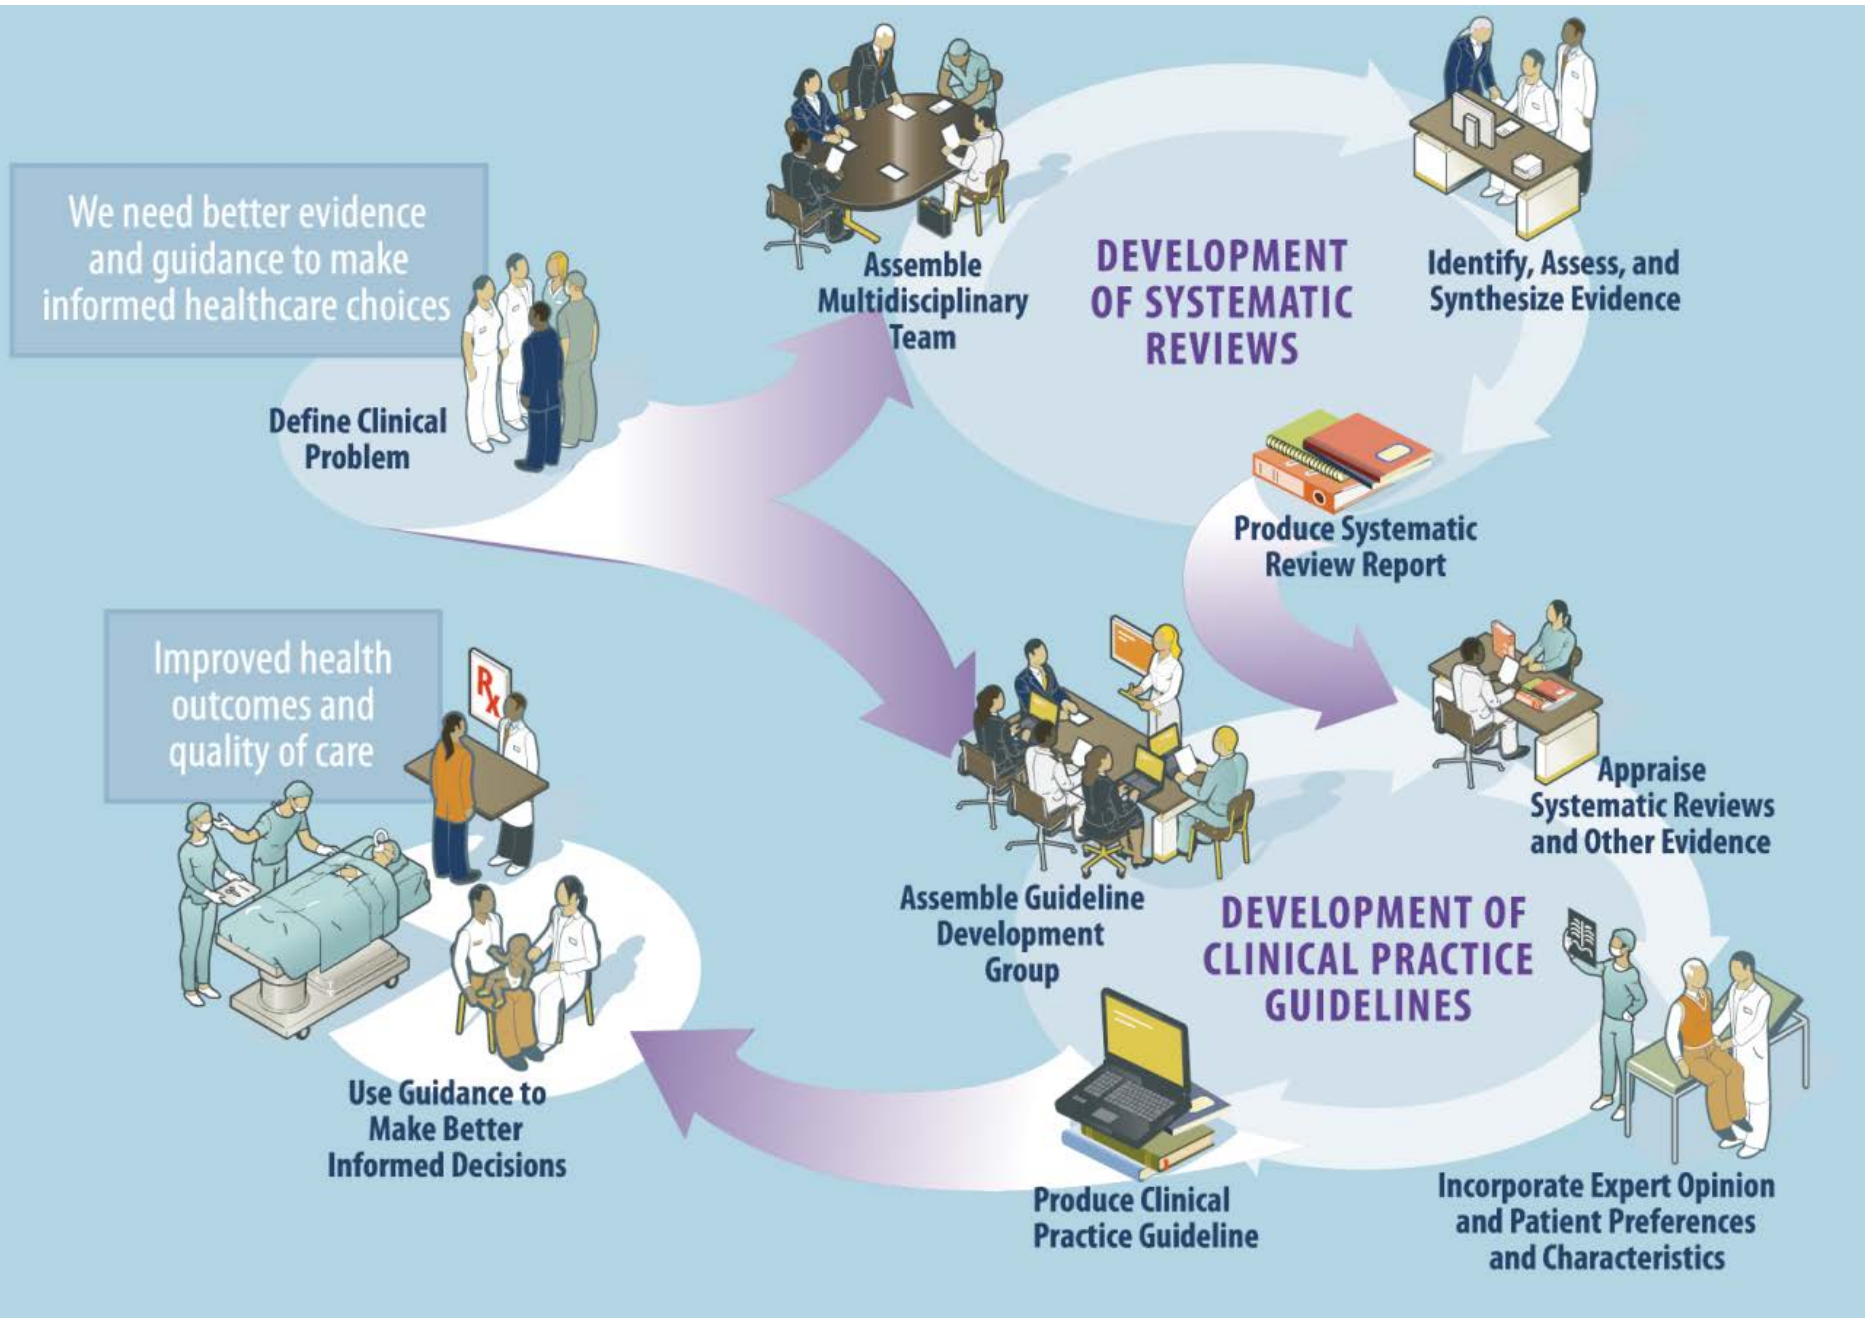 We need better evidence
and guidance to make
informed healthcare choices
Define Clinical
Problem
Assemble
Multidisciplinary
Team
DEVELOPMENT
OF SYSTEMATIC
REVIEWS
Identify, Assess, and
Synthesize Evidence
Produce Systematic
Review Report
Assemble Guideline
Development
Group
Appraise
Systematic Reviews
and Other Evidence
DEVELOPMENT OF
CLINICAL PRACTICE
GUIDELINES
Incorporate Expert Opinion
and Patient Preferences
and Characteristics
Produce Clinical
Practice Guideline
Improved health
outcomes and
quality of care
Rx
Use Guidance to
Make Better
Informed Decisions